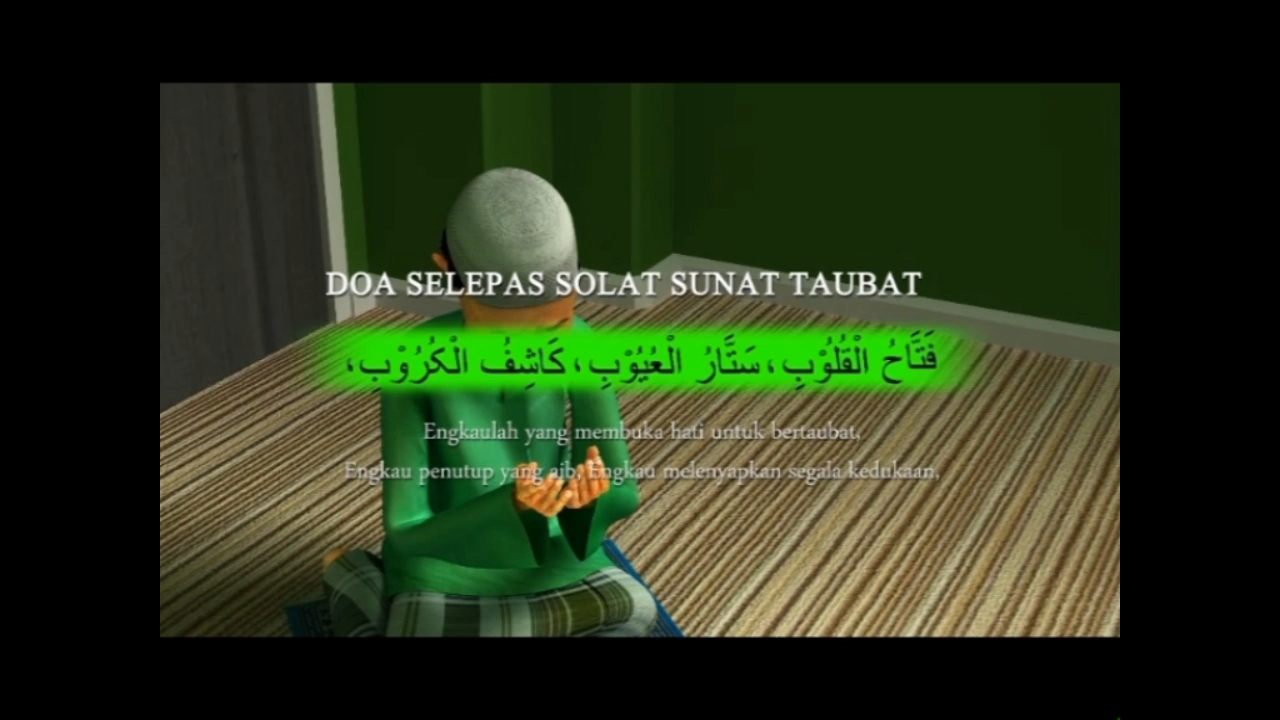 DOA SELEPAS SOLAT SUNAT TAUBAT
فَتَّاحُ الْقُلُوْبِ، سَتَّارُ الْعُيُوْبِ، كَاشِفُ الْكُرُوْبِ،
Engkaulah yang membuka hati untuk bertaubat,
Engkau penutup yang aib, Engkau melenyapkan segala kedukaan,